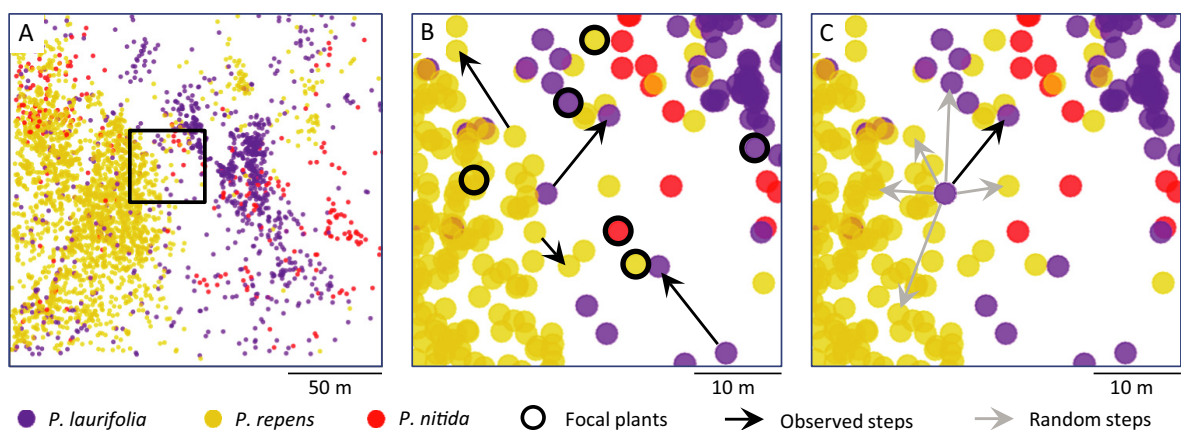 A
B
C
50 m
10 m
10 m
P. laurifolia
P. repens
P. nitida
Focal plants
Observed steps
Random steps